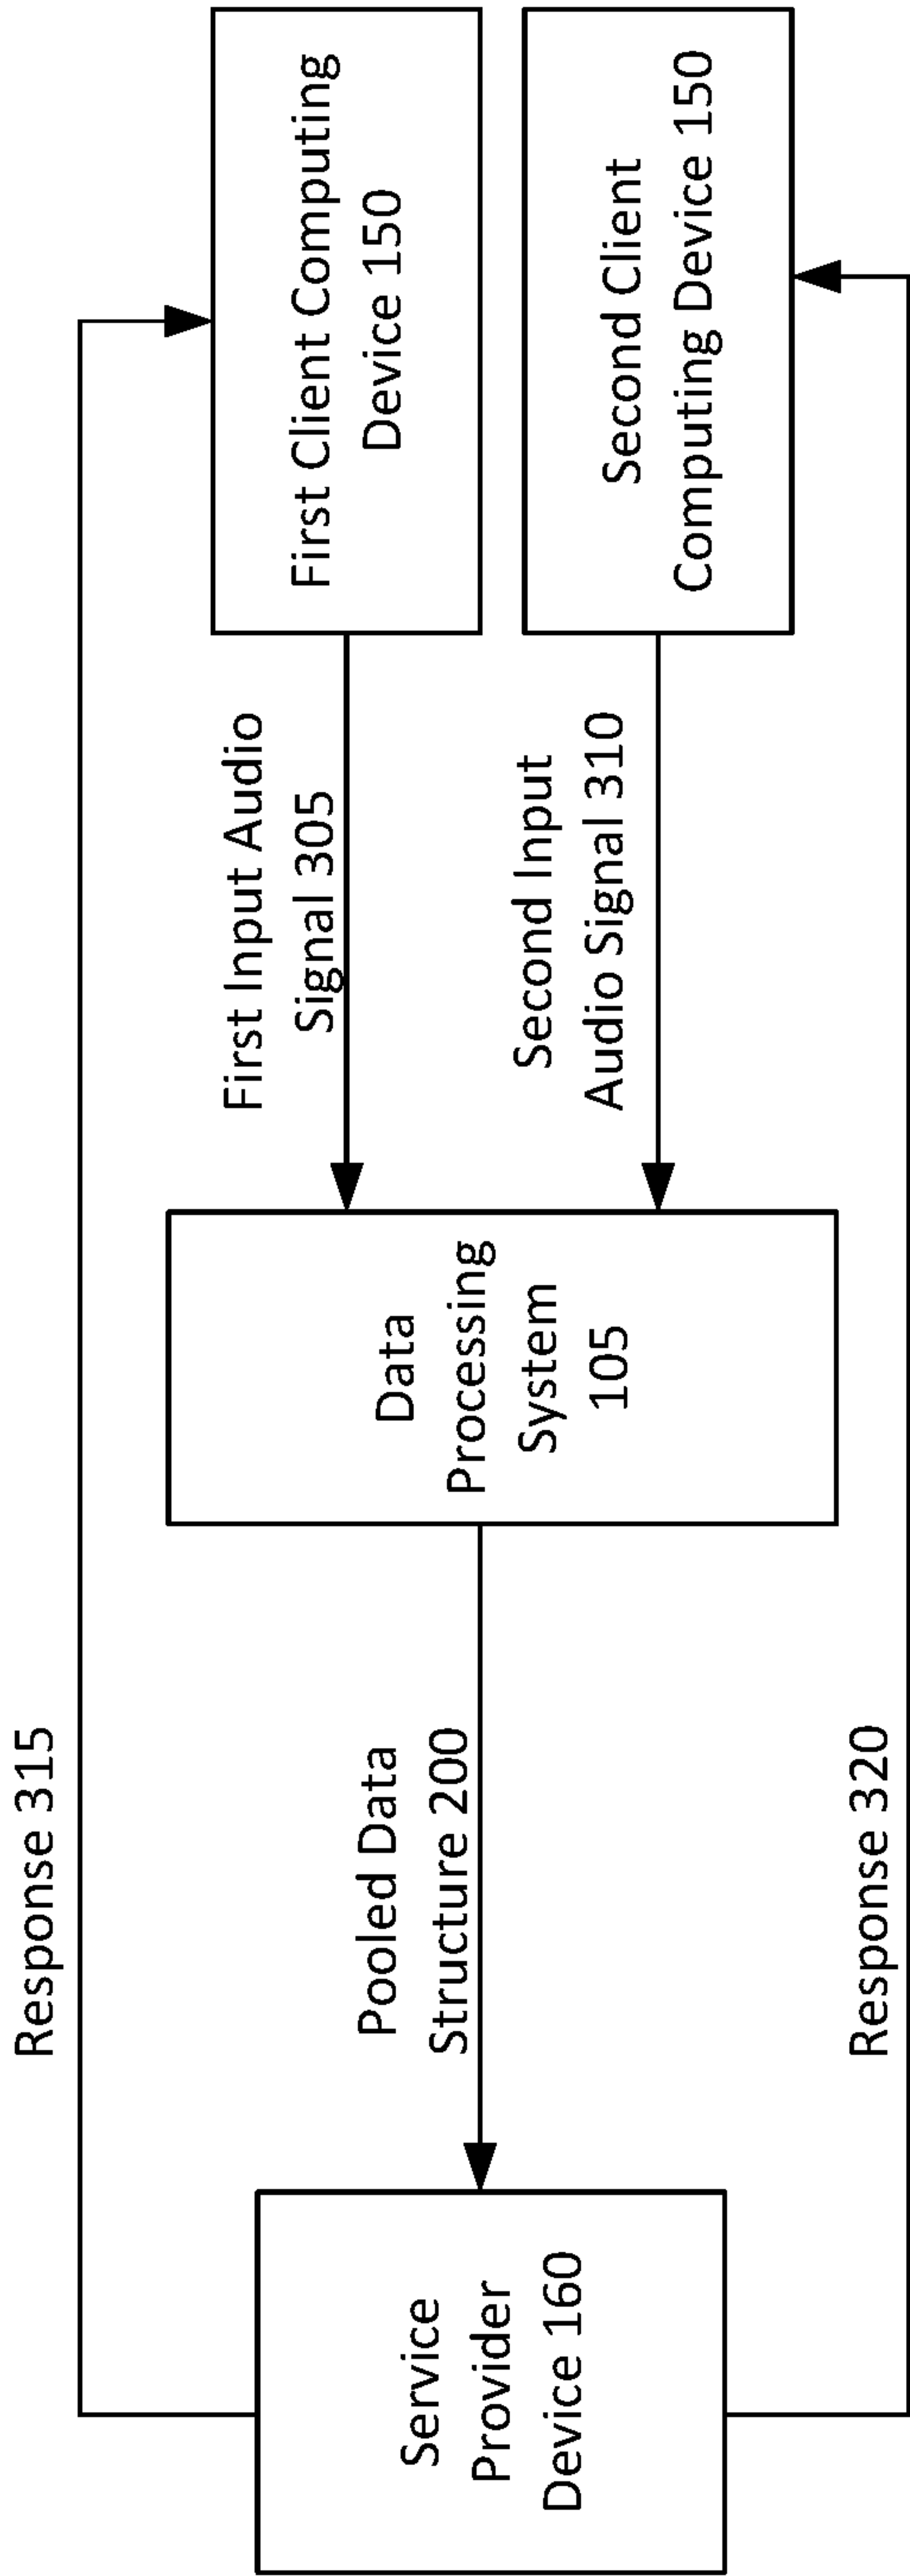 Response 315
First Client Computing
Device 150
First Input Audio
Signal 305
Data
Processing
System
105
Pooled Data
Structure 200
Service
Provider
Device 160
Second Input
Audio Signal 310
Second Client
Computing Device 150
Response 320